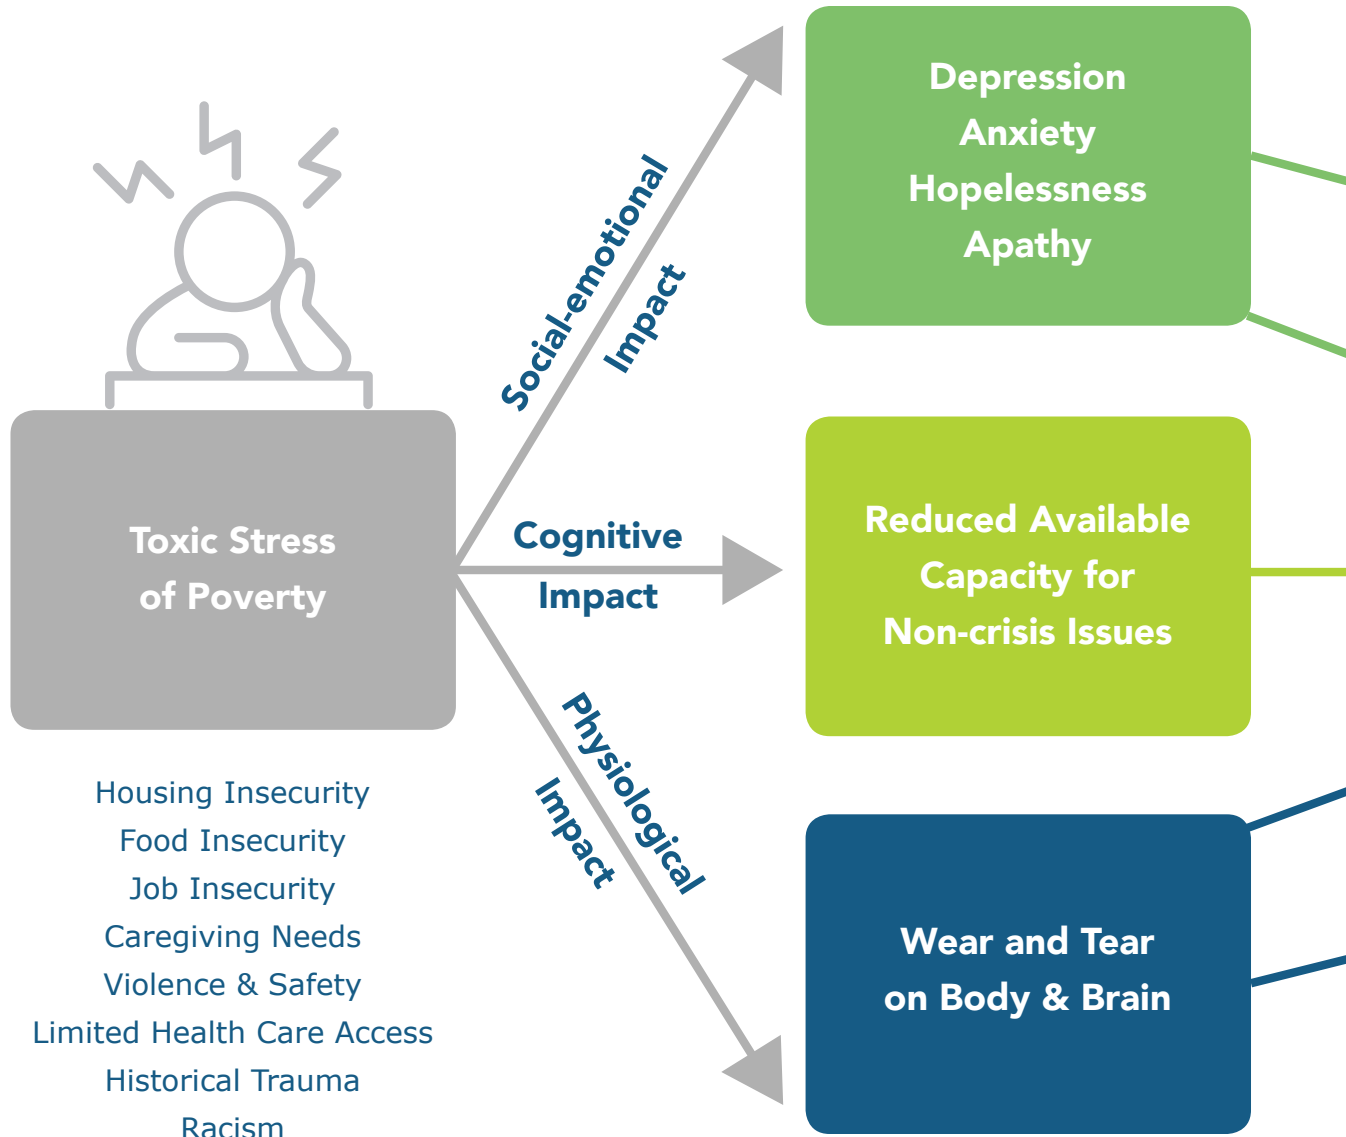 Toxic Stress
of Poverty
Housing Insecurity
Food Insecurity
Job Insecurity
Caregiving Needs
Violence & Safety
Limited Health Care Access
Historical Trauma
Racism
Social-emotional
Impact
Cognitive
Impact
Physiological
Impact
Depression
Anxiety
Hopelessness
Apathy
Reduced Available
Capacity for
Non-crisis Issues
Wear and Tear
on Body & Brain